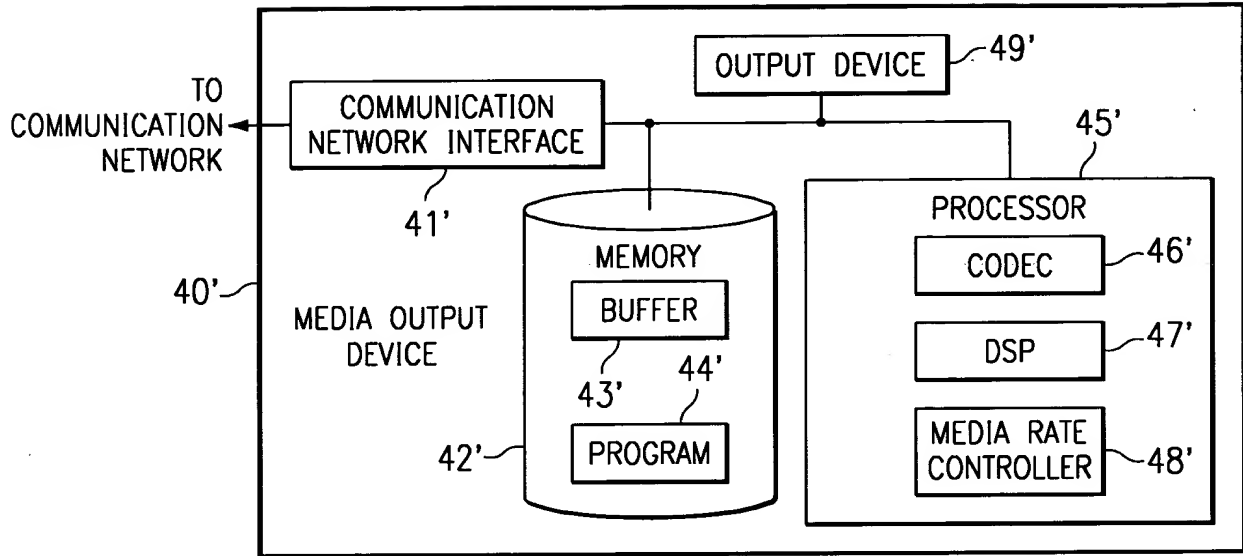 OUTPUT DEVICE
49'
TO
COMMUNICATION
NETWORK
COMMUNICATION
NETWORK INTERFACE
41'
45'
PROCESSOR
CODEC
46'
DSP
47'
MEDIA RATE
CONTROLLER
48'
40'
MEDIA OUTPUT
DEVICE
MEMORY
BUFFER
43'
44'
PROGRAM
42'